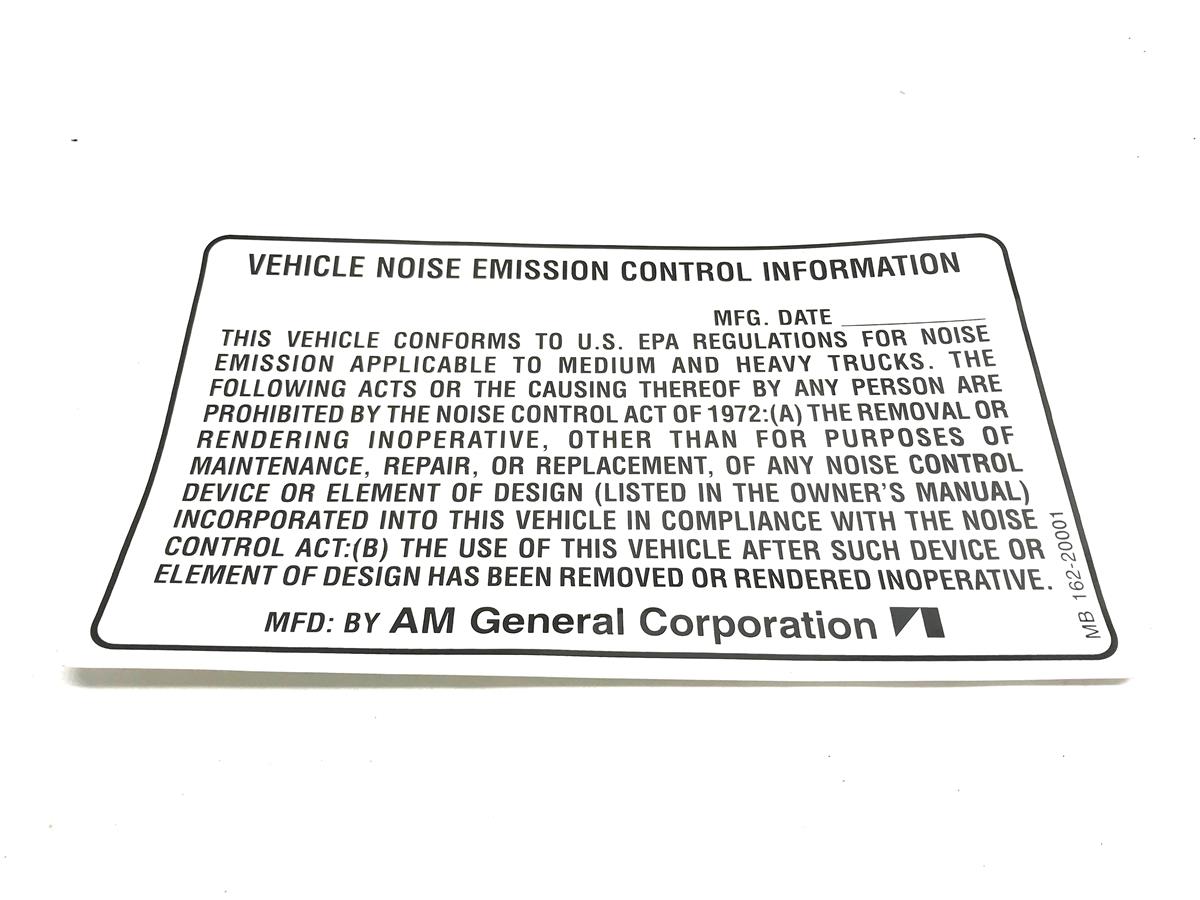 VEHICLE NOISE EMISSION CONTROL INFORMATION
MFG. DATE
THIS VEHICLE CONFORMS TO U.S. EPA REGULATIONS FOR NOISE
EMISSION APPLICABLE TO MEDIUM AND HEAVY TRUCKS. THE
FOLLOWING ACTS OR THE CAUSING THEREOF BY ANY PERSON ARE
PROHIBITED BY THE NOISE CONTROL ACT OF 1972:(A) THE REMOVAL OR
RENDERING INOPERATIVE, OTHER THAN FOR PURPOSES OF
MAINTENANCE, REPAIR, OR REPLACEMENT, OF ANY NOISE CONTROL
DEVICE OR ELEMENT OF DESIGN (LISTED IN THE OWNER'S MANUAL)
INCORPORATED INTO THIS VEHICLE IN COMPLIANCE WITH THE NOISE
CONTROL ACT:(B) THE USE OF THIS VEHICLE AFTER SUCH DEVICE OR
ELEMENT OF DESIGN HAS BEEN REMOVED OR RENDERED INOPERATIVE.
MFD: BY AM General Corporation
MB 162-20001